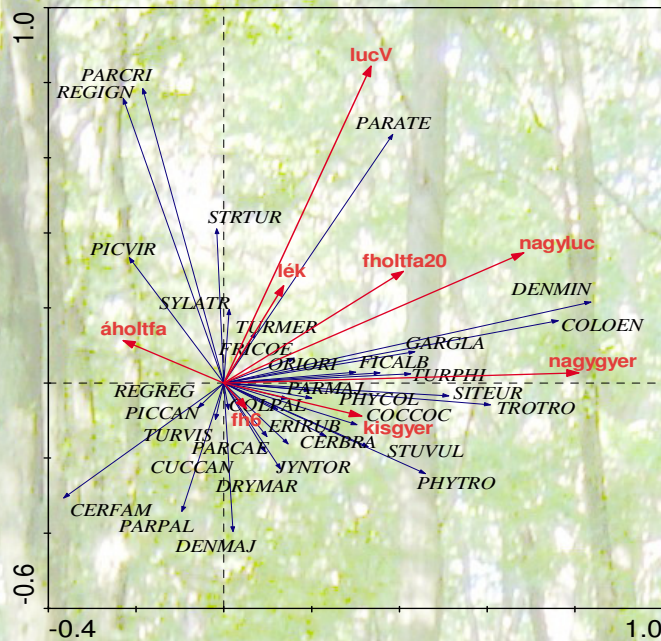 1.0
lucV
PARCRI
REGIGN
PARATE
STRTUR
PICVIR
nagyluc
fholtfa20
lék
DENMIN
SYLATR
COLOEN
TURMER
áholtfa
GARGLA
FRICOE
ORIORI
FICALB
nagygyer
TURPHI
REGREG
PARMAJ
SITEUR
PHYCOL
TROTRO
COLPAL
PICCAN
COCCOC
fh6
ERIRUB
kisgyer
TURVIS
CERBRA
PARCAE
STUVUL
CUCCAN
JYNTOR
DRYMAR
PHYTRO
CERFAM
PARPAL
DENMAJ
-0.6
-0.4
1.0